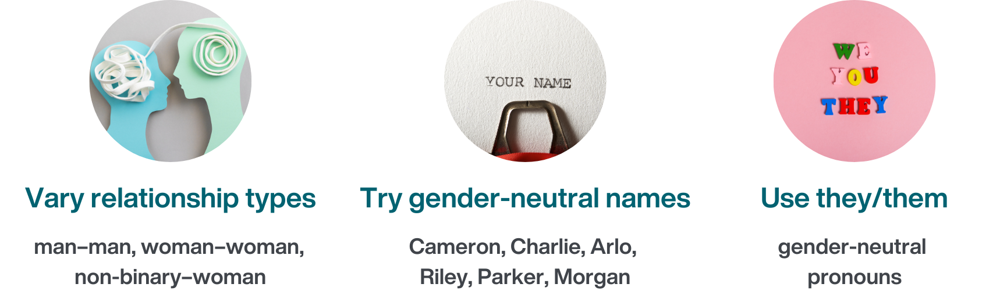 YOUR NAME
WE
YOU
THEY
Vary relationship types
man–man, woman–woman,
non-binary–woman
Try gender-neutral names
Cameron, Charlie, Arlo,
Riley, Parker, Morgan
Use they/them
gender-neutral
pronouns